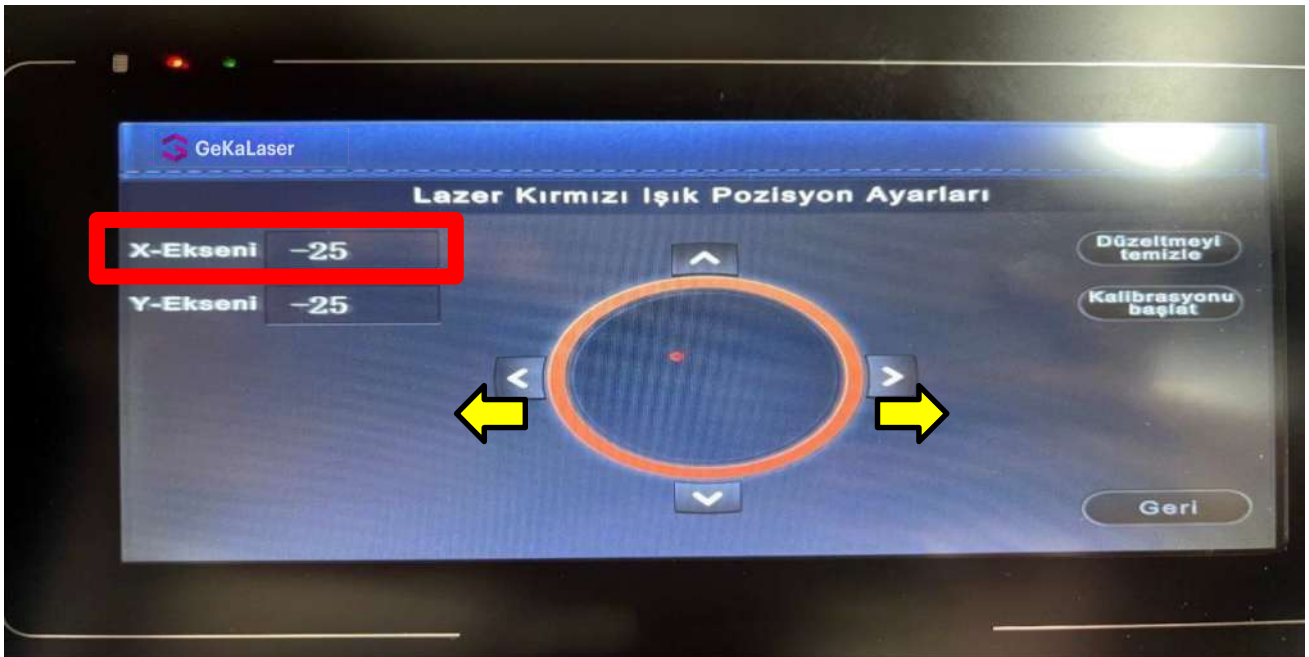 GeKaLaser
Lazer Kırmızı Işık Pozisyon Ayarları
X-Ekseni -25
Y-Ekseni -25
Düzeltmeyi
temizle
Kalibrasyonu
başlat
Geri